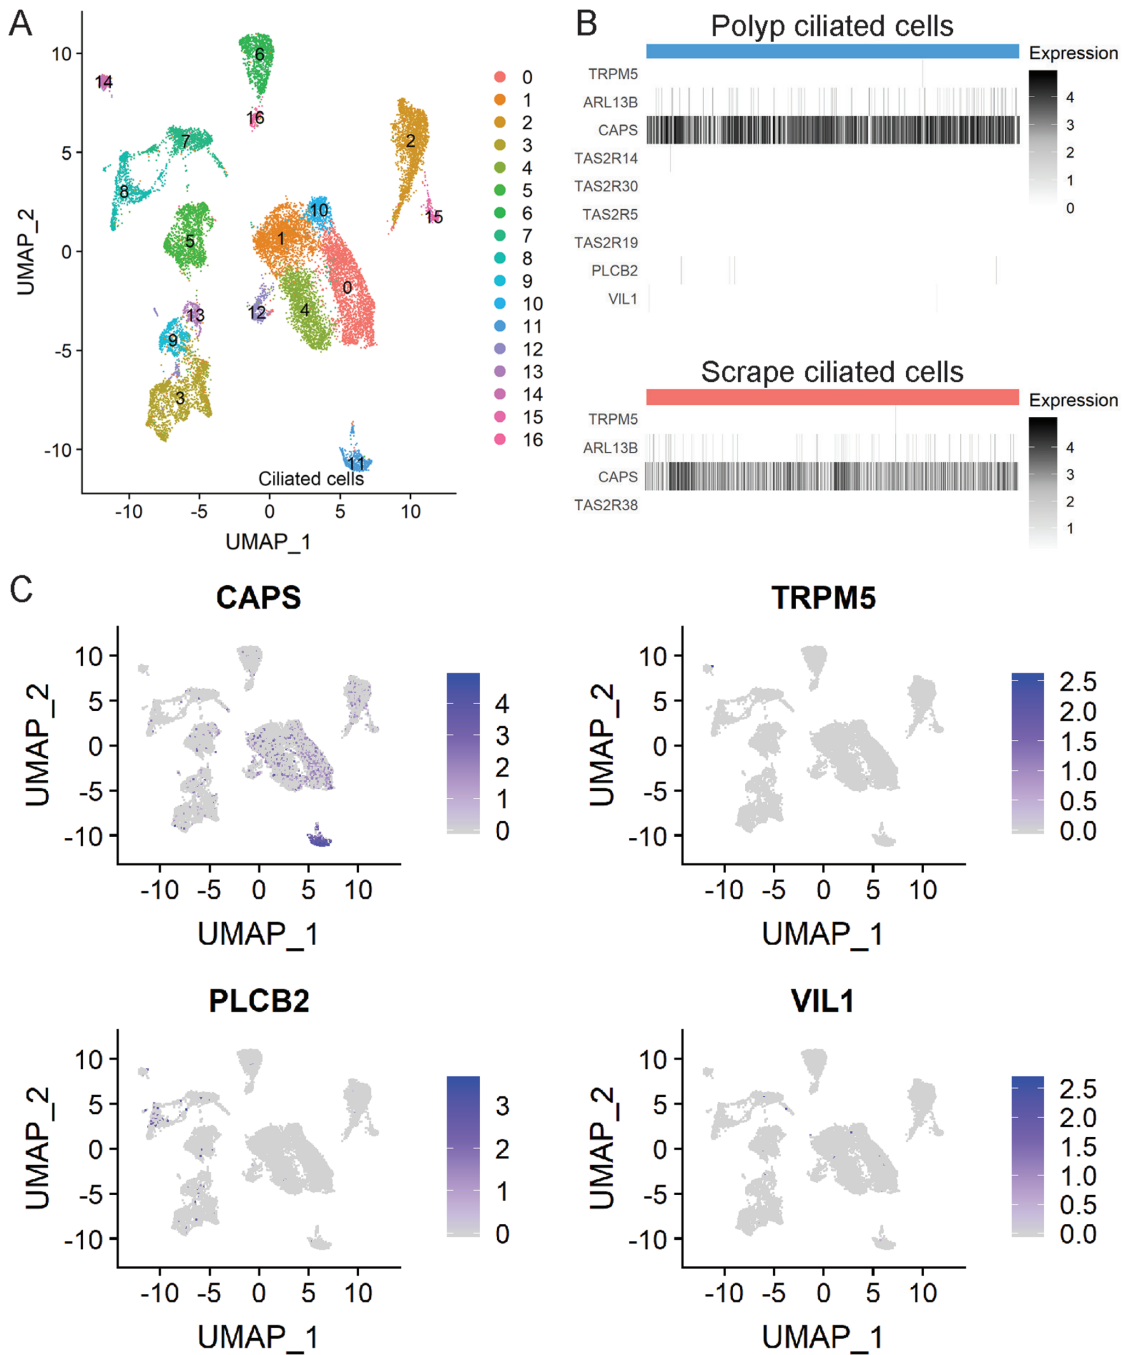 A
10
5
0
-5
-10
UMAP_2
-10 -5 0 5 10
UMAP_1
6
14
16
7
2
8
15
10
5
1
0
12
4
13
9
3
11
Ciliated cells
0
1
2
3
4
5
6
7
8
9
10
11
12
13
14
15
16
B
Polyp ciliated cells
TRPM5
ARL13B
CAPS
TAS2R14
TAS2R30
TAS2R5
TAS2R19
PLCB2
VIL1
Expression
4
3
2
1
0
Scrape ciliated cells
TRPM5
ARL13B
CAPS
TAS2R38
Expression
4
3
2
1
C
CAPS
10
5
0
-5
-10
UMAP_2
-10 -5 0 5 10
UMAP_1
4
3
2
1
0
TRPM5
10
5
0
-5
-10
UMAP_2
-10 -5 0 5 10
UMAP_1
2.5
2.0
1.5
1.0
0.5
0.0
PLCB2
10
5
0
-5
-10
UMAP_2
-10 -5 0 5 10
UMAP_1
3
2
1
0
VIL1
10
5
0
-5
-10
UMAP_2
-10 -5 0 5 10
UMAP_1
2.5
2.0
1.5
1.0
0.5
0.0